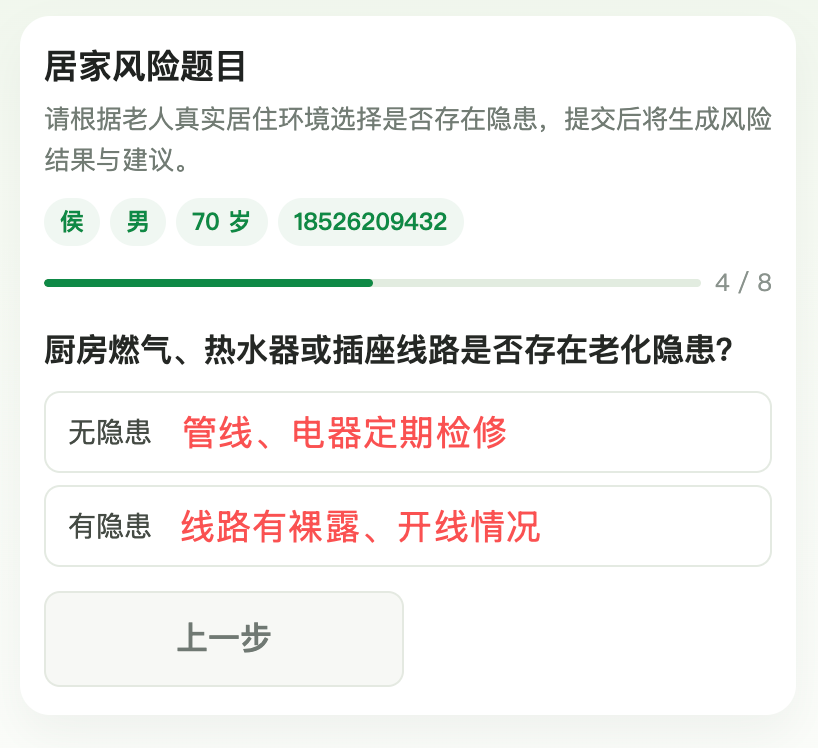 居家风险题目
请根据老人真实居住环境选择是否存在隐患，提交后将生成风险
结果与建议。
侯 男 70 岁 18526209432
4 / 8
厨房燃气、热水器或插座线路是否存在老化隐患？
无隐患 管线、电器定期检修
有隐患 线路有裸露、开线情况
上一步